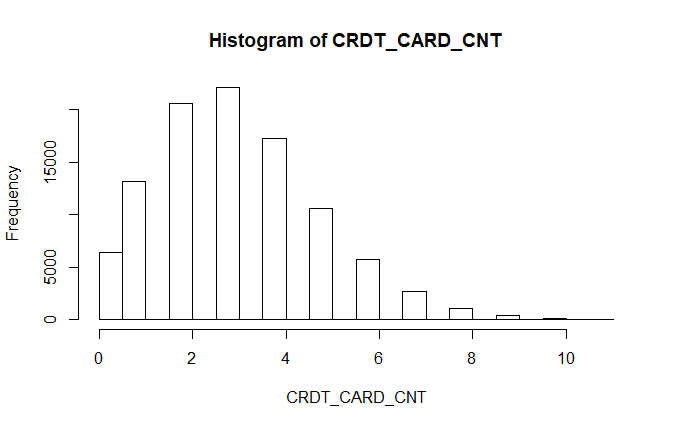 Histogram of CRDT_CARD_CNT
Frequency
15000
5000
0
0 2 4 6 8 10
CRDT_CARD_CNT